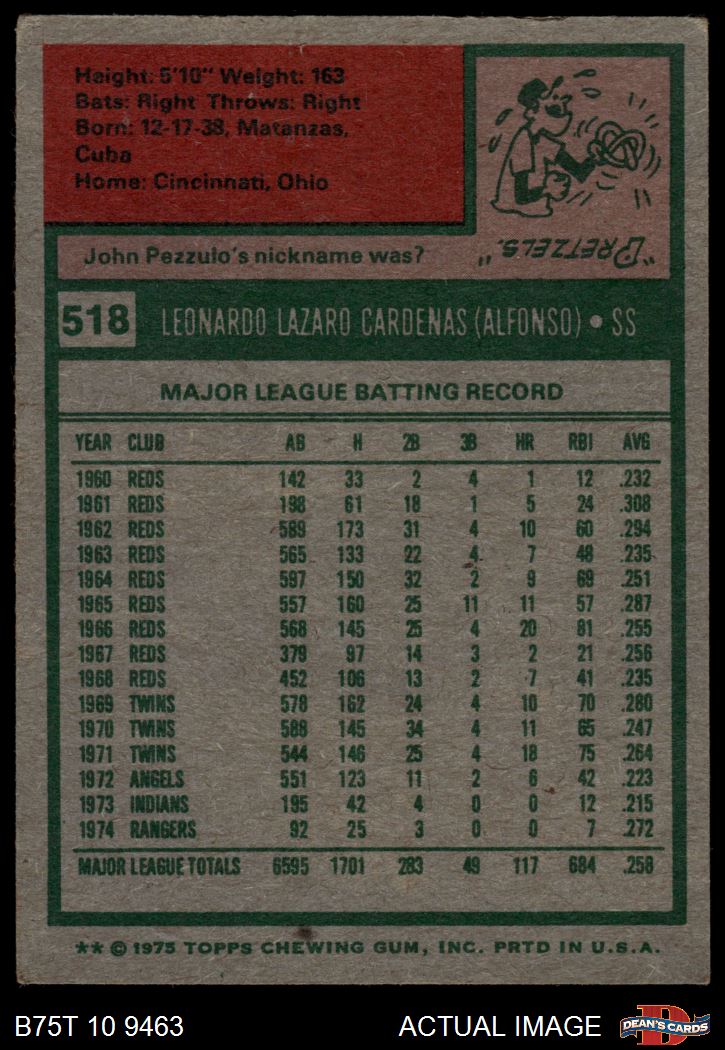 Height: 5'10" Weight: 163
Bats: Right Throws: Right
Born: 12-17-38, Matanzas,
Cuba
Home: Cincinnati, Ohio
John Pezzulo's nickname was?
"BRETZELS."
518 LEONARDO LAZARO CARDENAS (ALFONSO) • SS
MAJOR LEAGUE BATTING RECORD
YEAR CLUB AB H 2B 3B HR RBI AVG
1960 REDS 142 33 2 4 1 12 .232
1961 REDS 198 61 18 1 5 24 .308
1962 REDS 589 173 31 4 10 60 .294
1963 REDS 565 133 22 4 7 48 .235
1964 REDS 597 150 32 2 9 69 .251
1965 REDS 557 160 25 11 11 57 .287
1966 REDS 568 145 25 4 20 81 .255
1967 REDS 379 97 14 3 2 21 .256
1968 REDS 452 106 13 2 7 41 .235
1969 TWINS 578 162 24 4 10 70 .280
1970 TWINS 588 145 34 4 11 65 .247
1971 TWINS 544 146 25 4 18 75 .264
1972 ANGELS 551 123 11 2 6 42 .223
1973 INDIANS 195 42 4 0 0 12 .215
1974 RANGERS 92 25 3 0 0 7 .272
MAJOR LEAGUE TOTALS 6595 1701 283 49 117 684 .258
** © 1975 TOPPS CHEWING GUM, INC. PRTD IN U.S.A.
B75T 10 9463 ACTUAL IMAGE D DEAN'S CARDS